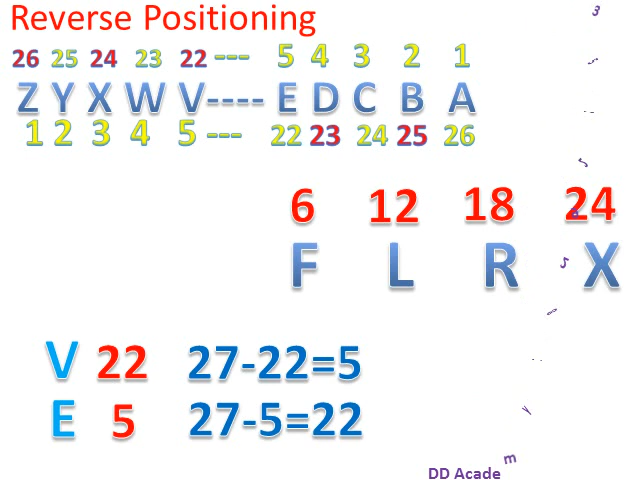 Reverse Positioning
26 25 24 23 22 --- 5 4 3 2 1
Z Y X W V---- E D C B A
1 2 3 4 5 --- 22 23 24 25 26
6 12 18 24
F L R X
V 22 27-22=5
E 5 27-5=22
DD Acade m